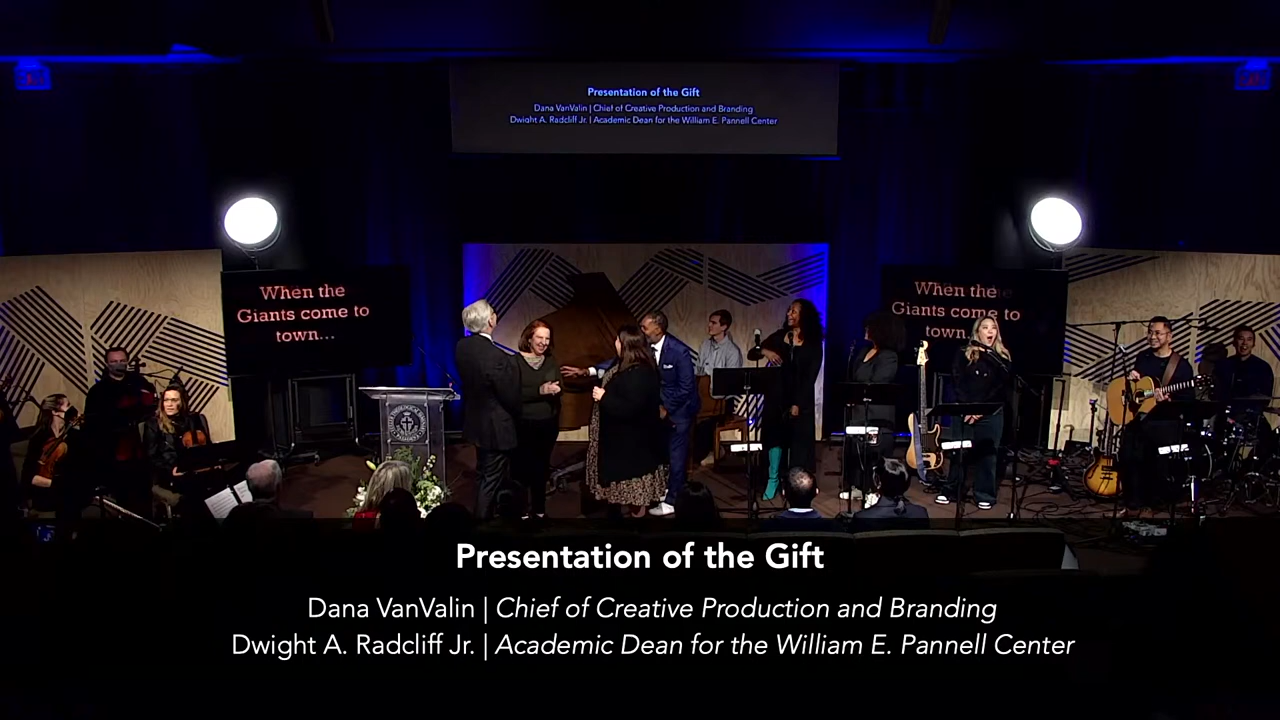 Presentation of the Gift
Dana VanValin | Chief of Creative Production and Branding
Dwight A. Radcliff Jr. | Academic Dean for the William E. Pannell Center
When the
Giants come to
town...
When the
Giants come to
town...
Presentation of the Gift
Dana VanValin | Chief of Creative Production and Branding
Dwight A. Radcliff Jr. | Academic Dean for the William E. Pannell Center